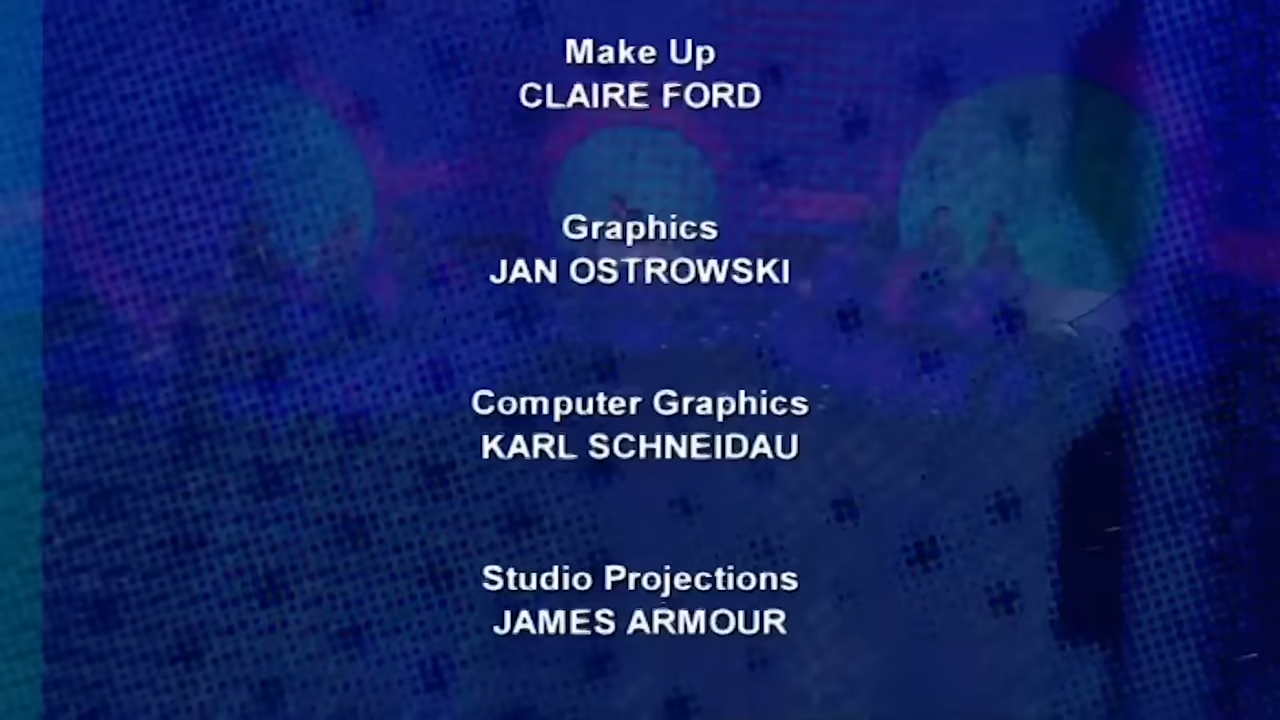 Make Up
CLAIRE FORD
Graphics
JAN OSTROWSKI
Computer Graphics
KARL SCHNEIDAU
Studio Projections
JAMES ARMOUR